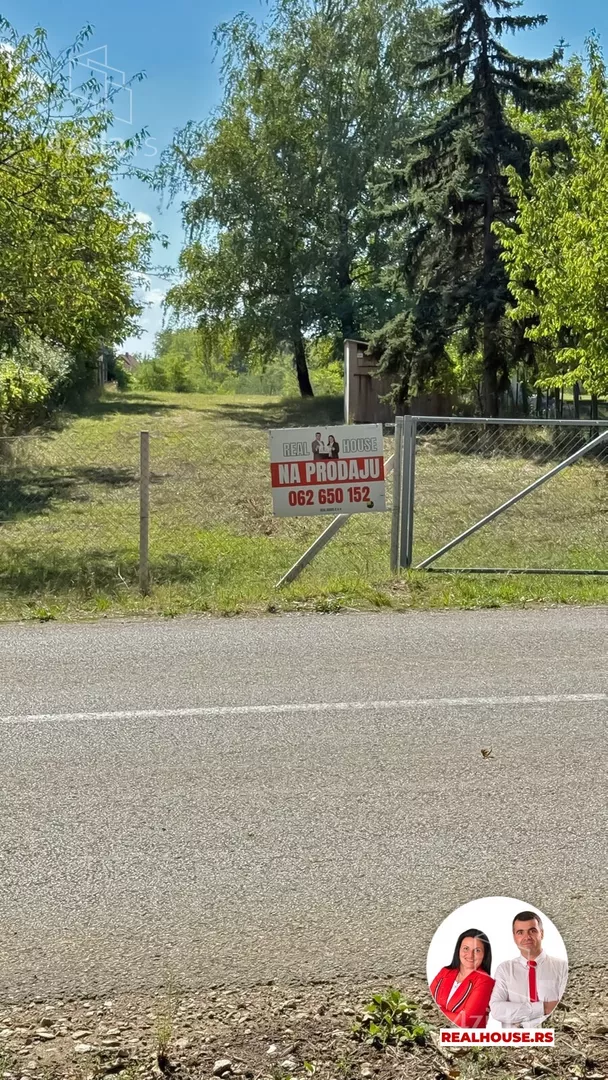 REAL HOUSE
NA PRODAJU
062 650 152
REALHOUSE.RS